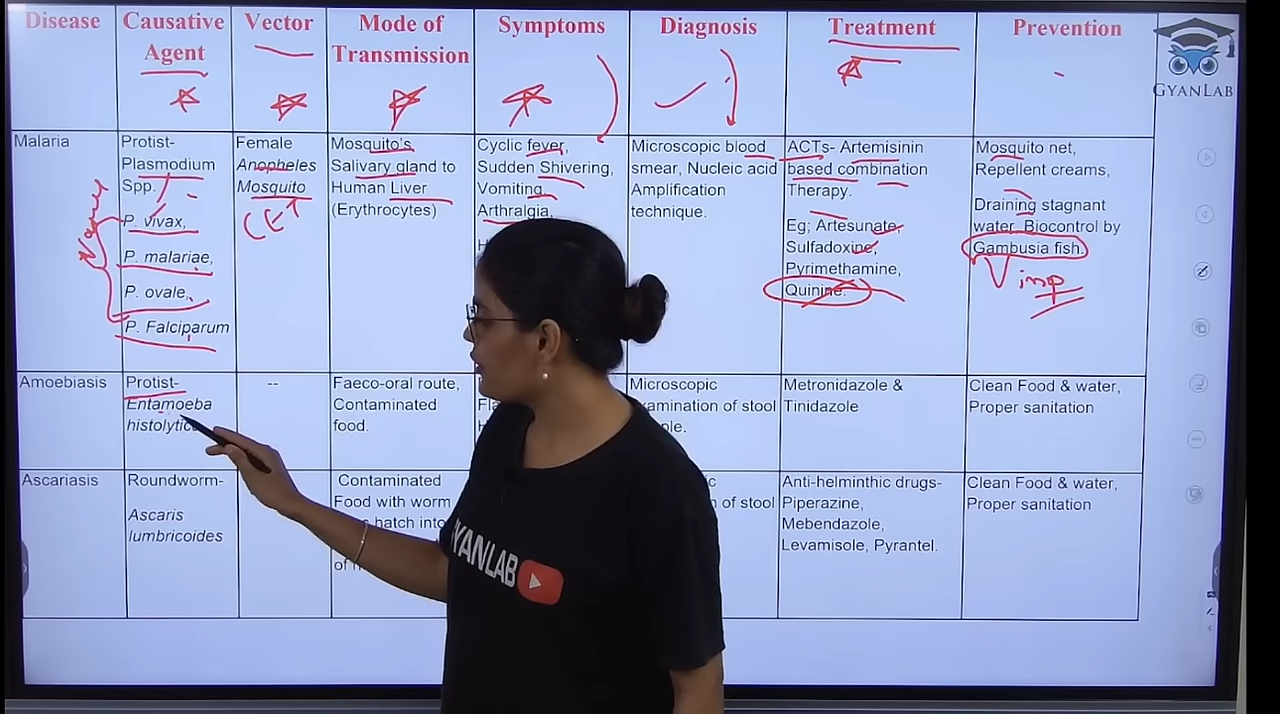 Disease
Causative
Agent
Vector
Mode of
Transmission
Symptoms
Diagnosis
Treatment
Prevention
GYANLAB
Malaria
Protist-
Plasmodium
Spp.
P. vivax,
P. malariae,
P. ovale,
P. Falciparum
Female
Anopheles
Mosquito
Mosquito's
Salivary gland to
Human Liver
(Erythrocytes)
Cyclic fever,
Sudden Shivering,
Vomiting,
Arthralgia,
Microscopic blood
smear, Nucleic acid
Amplification
technique.
ACTs- Artemisinin
based combination
Therapy.
Eg; Artesunate,
Sulfadoxine,
Pyrimethamine,
Quinine.
Mosquito net,
Repellent creams,
Draining stagnant
water, Biocontrol by
Gambusia fish.
imp
Amoebiasis
Protist-
Entamoeba
--
Faeco-oral route,
Contaminated
food.
Microscopic
of stool
Metronidazole &
Tinidazole
Clean Food & water,
Proper sanitation
Ascariasis
Roundworm-
Ascaris
lumbricoides
Contaminated
Food with worm
hatch into
of stool
Anti-helminthic drugs-
Piperazine,
Mebendazole,
Levamisole, Pyrantel.
Clean Food & water,
Proper sanitation
YANLAB